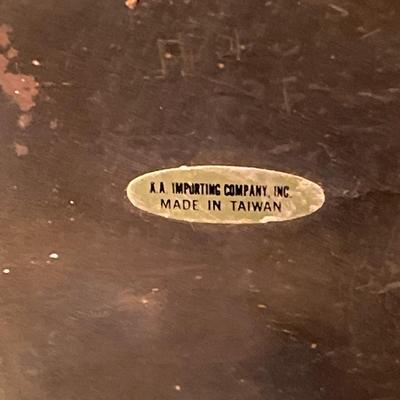 K.A. IMPORTING COMPANY, INC.
MADE IN TAIWAN